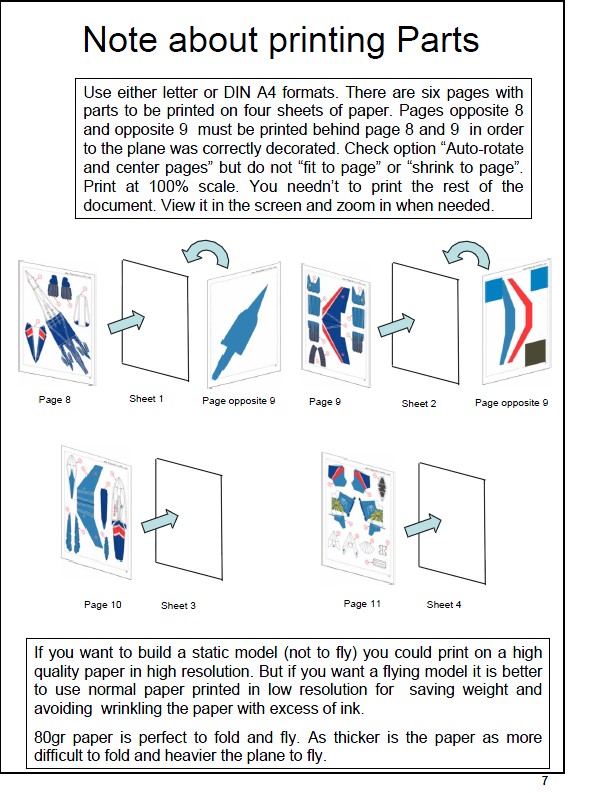 Note about printing Parts
Use either letter or DIN A4 formats. There are six pages with
parts to be printed on four sheets of paper. Pages opposite 8
and opposite 9 must be printed behind page 8 and 9 in order
to the plane was correctly decorated. Check option “Auto-rotate
and center pages” but do not “fit to page” or “shrink to page”.
Print at 100% scale. You needn’t to print the rest of the
document. View it in the screen and zoom in when needed.
Page 8
Sheet 1
Page opposite 9
Page 9
Sheet 2
Page opposite 9
Page 10
Sheet 3
Page 11
Sheet 4
If you want to build a static model (not to fly) you could print on a high
quality paper in high resolution. But if you want a flying model it is better
to use normal paper printed in low resolution for saving weight and
avoiding wrinkling the paper with excess of ink.
80gr paper is perfect to fold and fly. As thicker is the paper as more
difficult to fold and heavier the plane to fly.
7